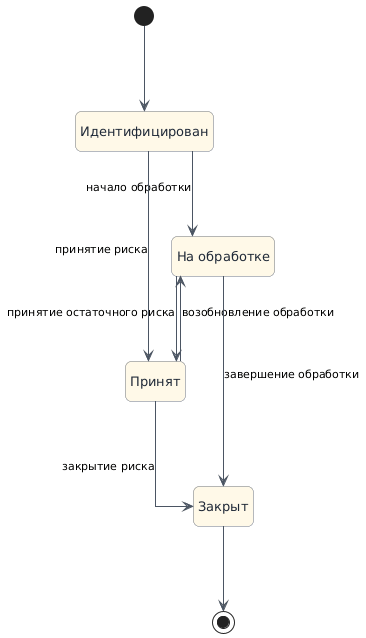 Идентифицирован
начало обработки
принятие риска
На обработке
принятие остаточного риска
возобновление обработки
Принят
завершение обработки
закрытие риска
Закрыт